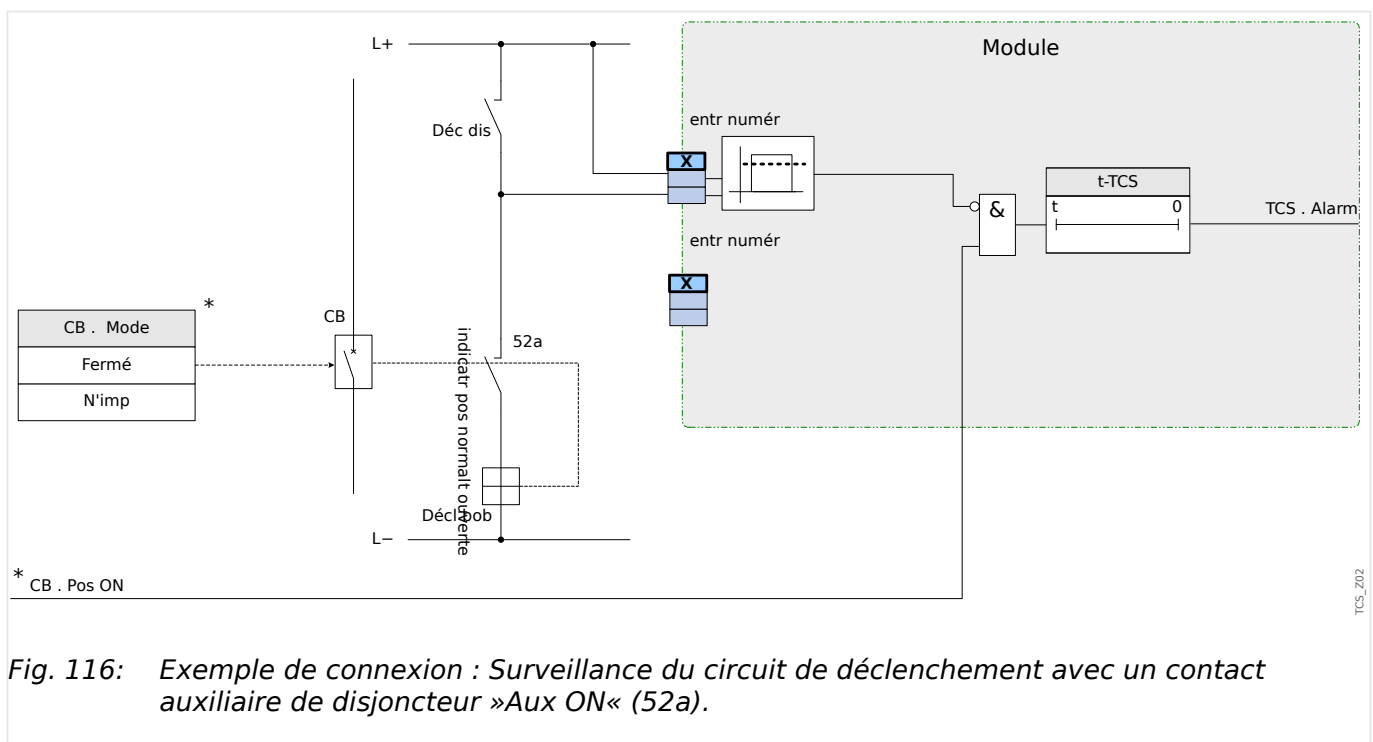 Module
L+
entr numér
Déc dis
X
t-TCS
t 0
&
TCS . Alarm
entr numér
X
*
CB . Mode
Fermé
N'imp
CB
*
52a
indicatr pos normalt ouverte
Décl bob
L−
* CB . Pos ON
TCS_Z02
Fig. 116: Exemple de connexion : Surveillance du circuit de déclenchement avec un contact
auxiliaire de disjoncteur »Aux ON« (52a).